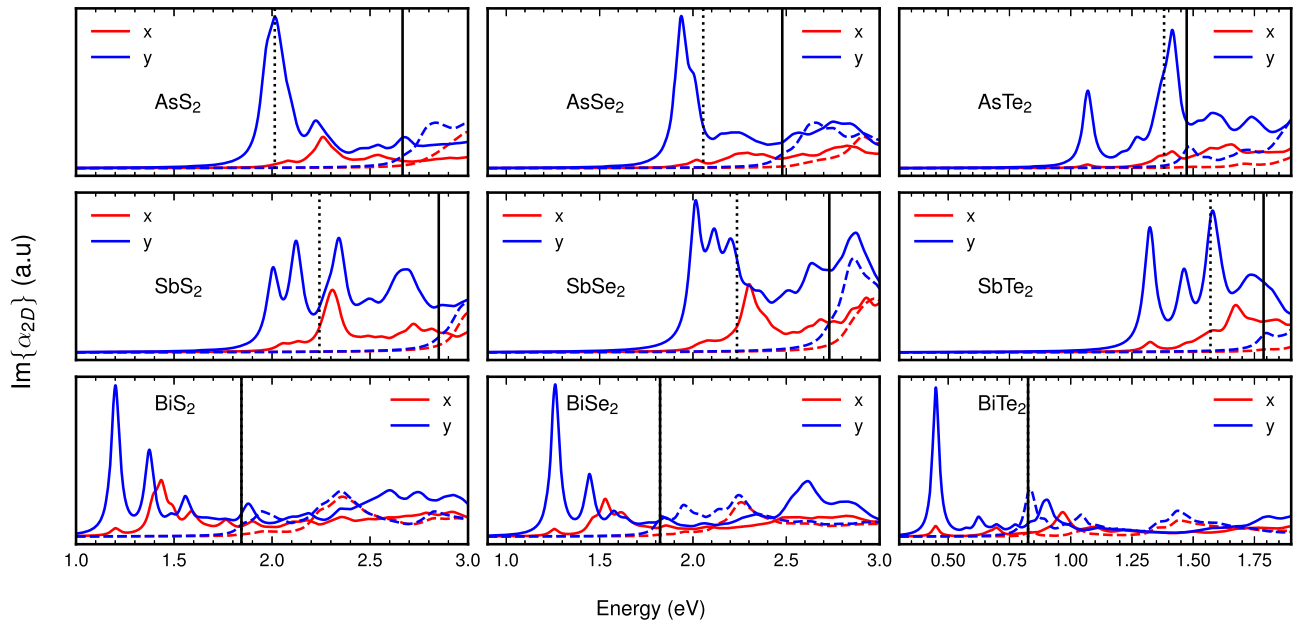 x
y
AsS₂
x
y
AsSe₂
x
y
AsTe₂
x
y
SbS₂
x
y
SbSe₂
x
y
SbTe₂
x
y
BiS₂
x
y
BiSe₂
x
y
BiTe₂
Im{α₂D} (a.u)
1.0 1.5 2.0 2.5 3.0
1.0 1.5 2.0 2.5 3.0
0.50 0.75 1.00 1.25 1.50 1.75
Energy (eV)